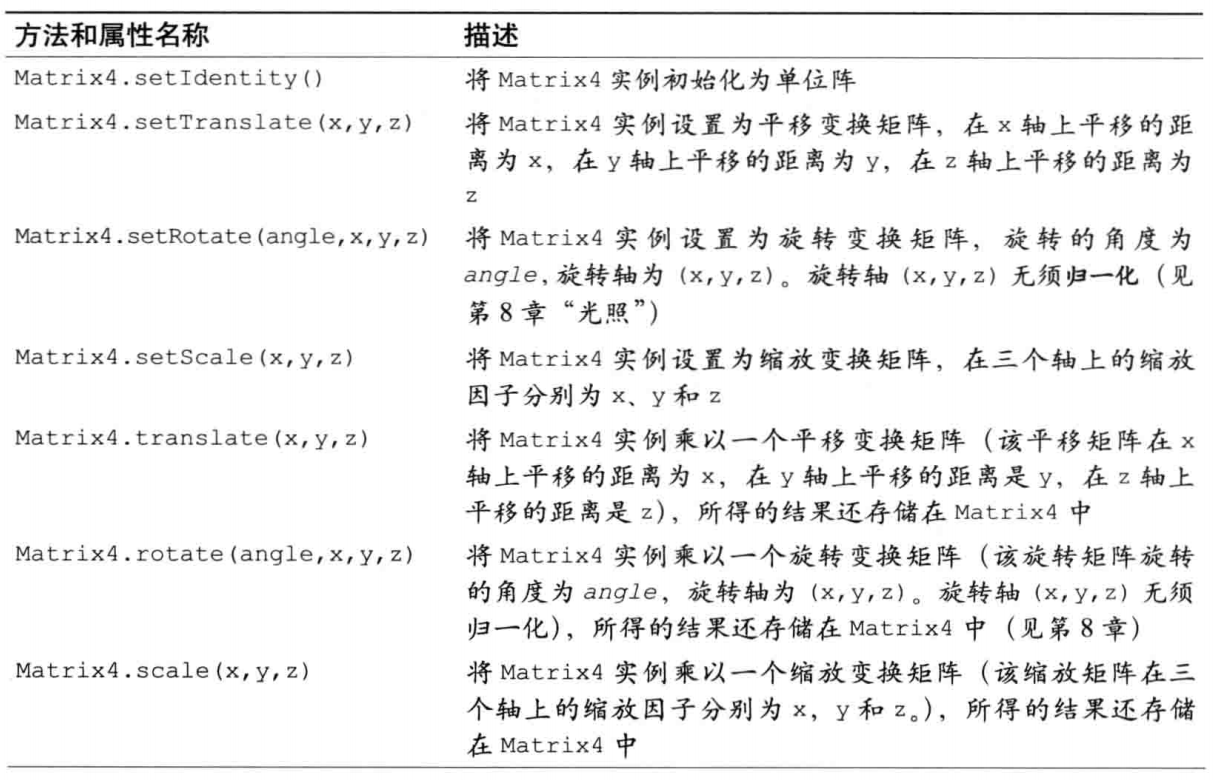 方法和属性名称 描述
Matrix4.setIdentity() 将 Matrix4 实例初始化为单位阵
Matrix4.setTranslate(x,y,z) 将 Matrix4 实例设置为平移变换矩阵，在 x 轴上平移的距
离为 x，在 y 轴上平移的距离为 y，在 z 轴上平移的距离为
z
Matrix4.setRotate(angle,x,y,z) 将 Matrix4 实例设置为旋转变换矩阵，旋转的角度为
angle，旋转轴为 (x,y,z)。旋转轴 (x,y,z) 无须归一化（见
第 8 章“光照”）
Matrix4.setScale(x,y,z) 将 Matrix4 实例设置为缩放变换矩阵，在三个轴上的缩放
因子分别为 x、y 和 z
Matrix4.translate(x,y,z) 将 Matrix4 实例乘以一个平移变换矩阵（该平移矩阵在 x
轴上平移的距离为 x，在 y 轴上平移的距离是 y，在 z 轴上
平移的距离是 z），所得的结果还存储在 Matrix4 中
Matrix4.rotate(angle,x,y,z) 将 Matrix4 实例乘以一个旋转变换矩阵（该旋转矩阵旋转
的角度为 angle，旋转轴为 (x,y,z)。旋转轴 (x,y,z) 无须
归一化），所得的结果还存储在 Matrix4 中（见第 8 章）
Matrix4.scale(x,y,z) 将 Matrix4 实例乘以一个缩放变换矩阵（该缩放矩阵在三
个轴上的缩放因子分别为 x，y 和 z。），所得的结果还存储
在 Matrix4 中